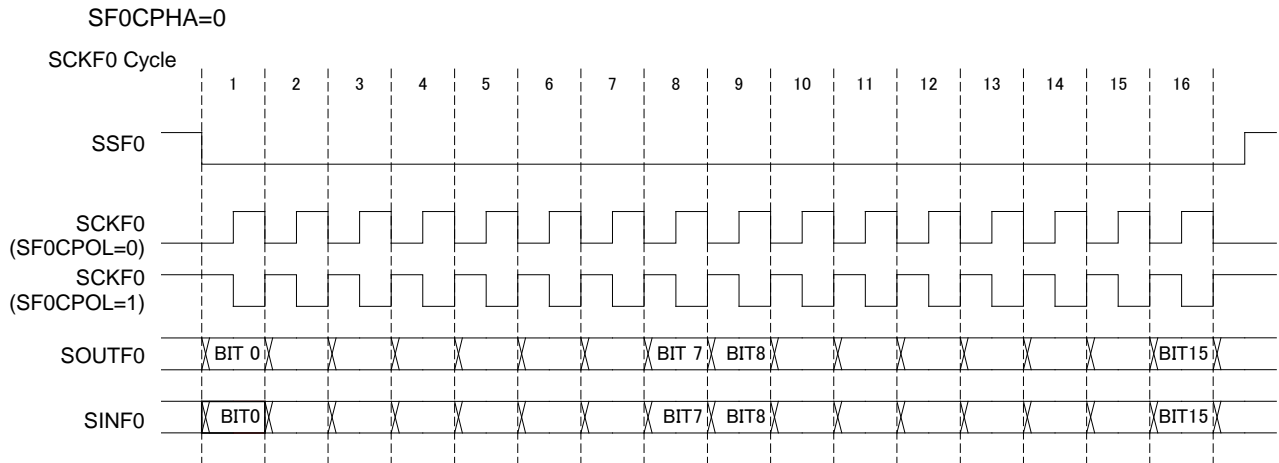 SF0CPHA=0
SCKF0 Cycle
1 2 3 4 5 6 7 8 9 10 11 12 13 14 15 16
SSF0
SCKF0
(SF0CPOL=0)
SCKF0
(SF0CPOL=1)
SOUTF0 BIT 0 BIT 7 BIT8 BIT15
SINF0 BIT0 BIT7 BIT8 BIT15